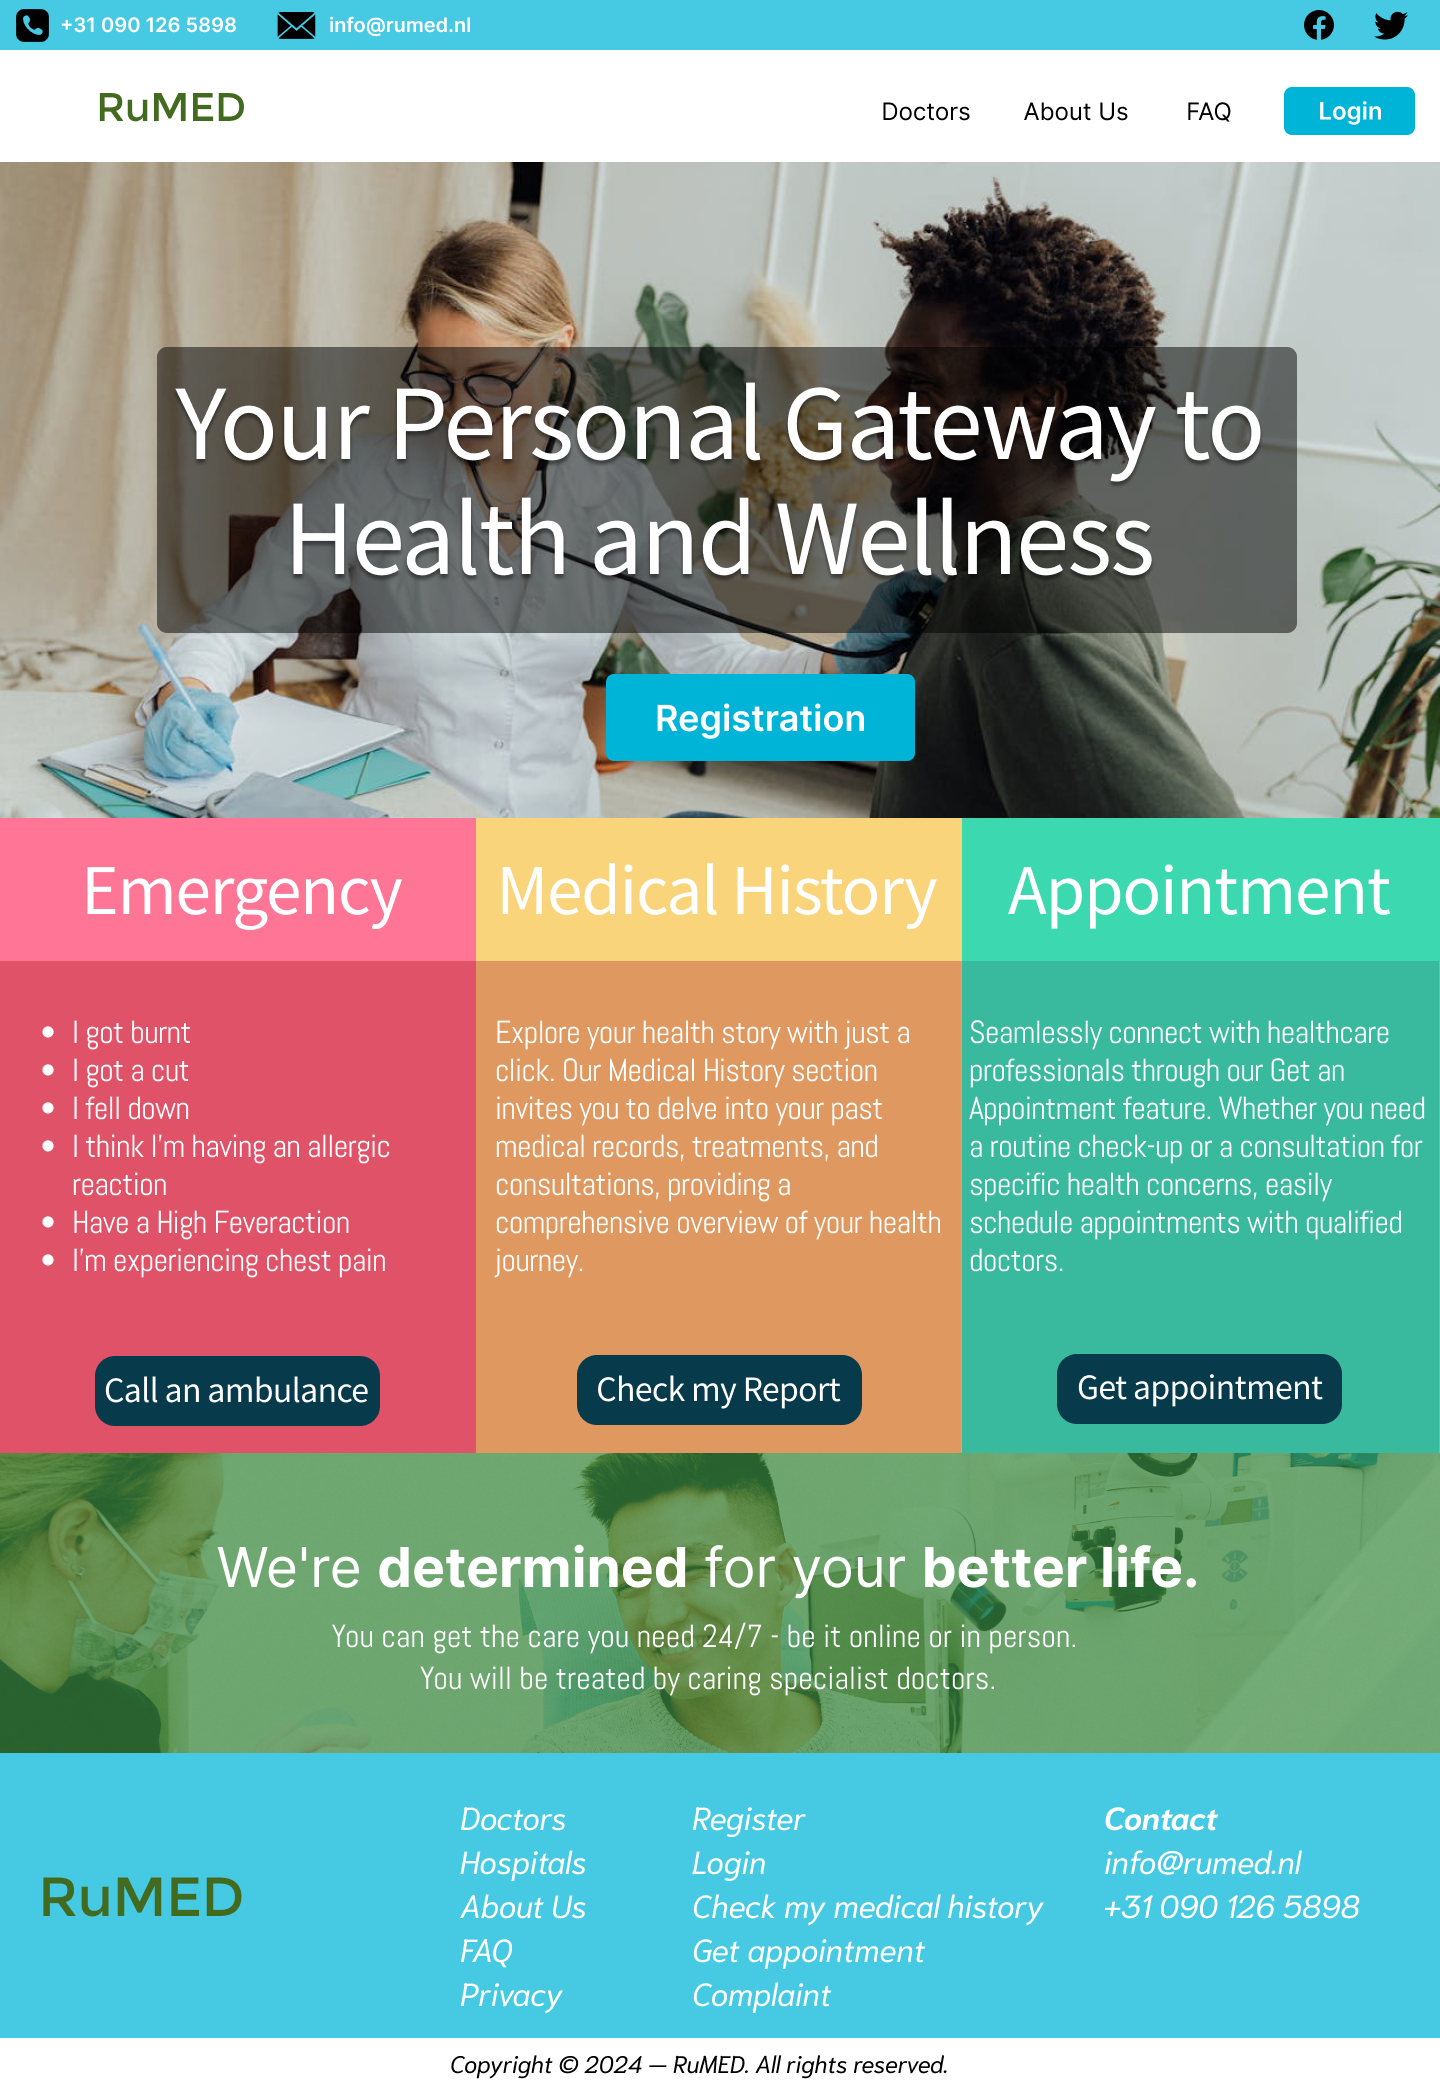 +31 090 126 5898
info@rumed.nl
RuMED
Doctors
About Us
FAQ
Login
Your Personal Gateway to
Health and Wellness
Registration
Emergency
I got burnt
I got a cut
I fell down
I think I'm having an allergic
reaction
Have a High Feveraction
I'm experiencing chest pain
Call an ambulance
Medical History
Explore your health story with just a
click. Our Medical History section
invites you to delve into your past
medical records, treatments, and
consultations, providing a
comprehensive overview of your health
journey.
Check my Report
Appointment
Seamlessly connect with healthcare
professionals through our Get an
Appointment feature. Whether you need
a routine check-up or a consultation for
specific health concerns, easily
schedule appointments with qualified
doctors.
Get appointment
We're determined for your better life.
You can get the care you need 24/7 - be it online or in person.
You will be treated by caring specialist doctors.
RuMED
Doctors
Hospitals
About Us
FAQ
Privacy
Register
Login
Check my medical history
Get appointment
Complaint
Contact
info@rumed.nl
+31 090 126 5898
Copyright © 2024 — RuMED. All rights reserved.